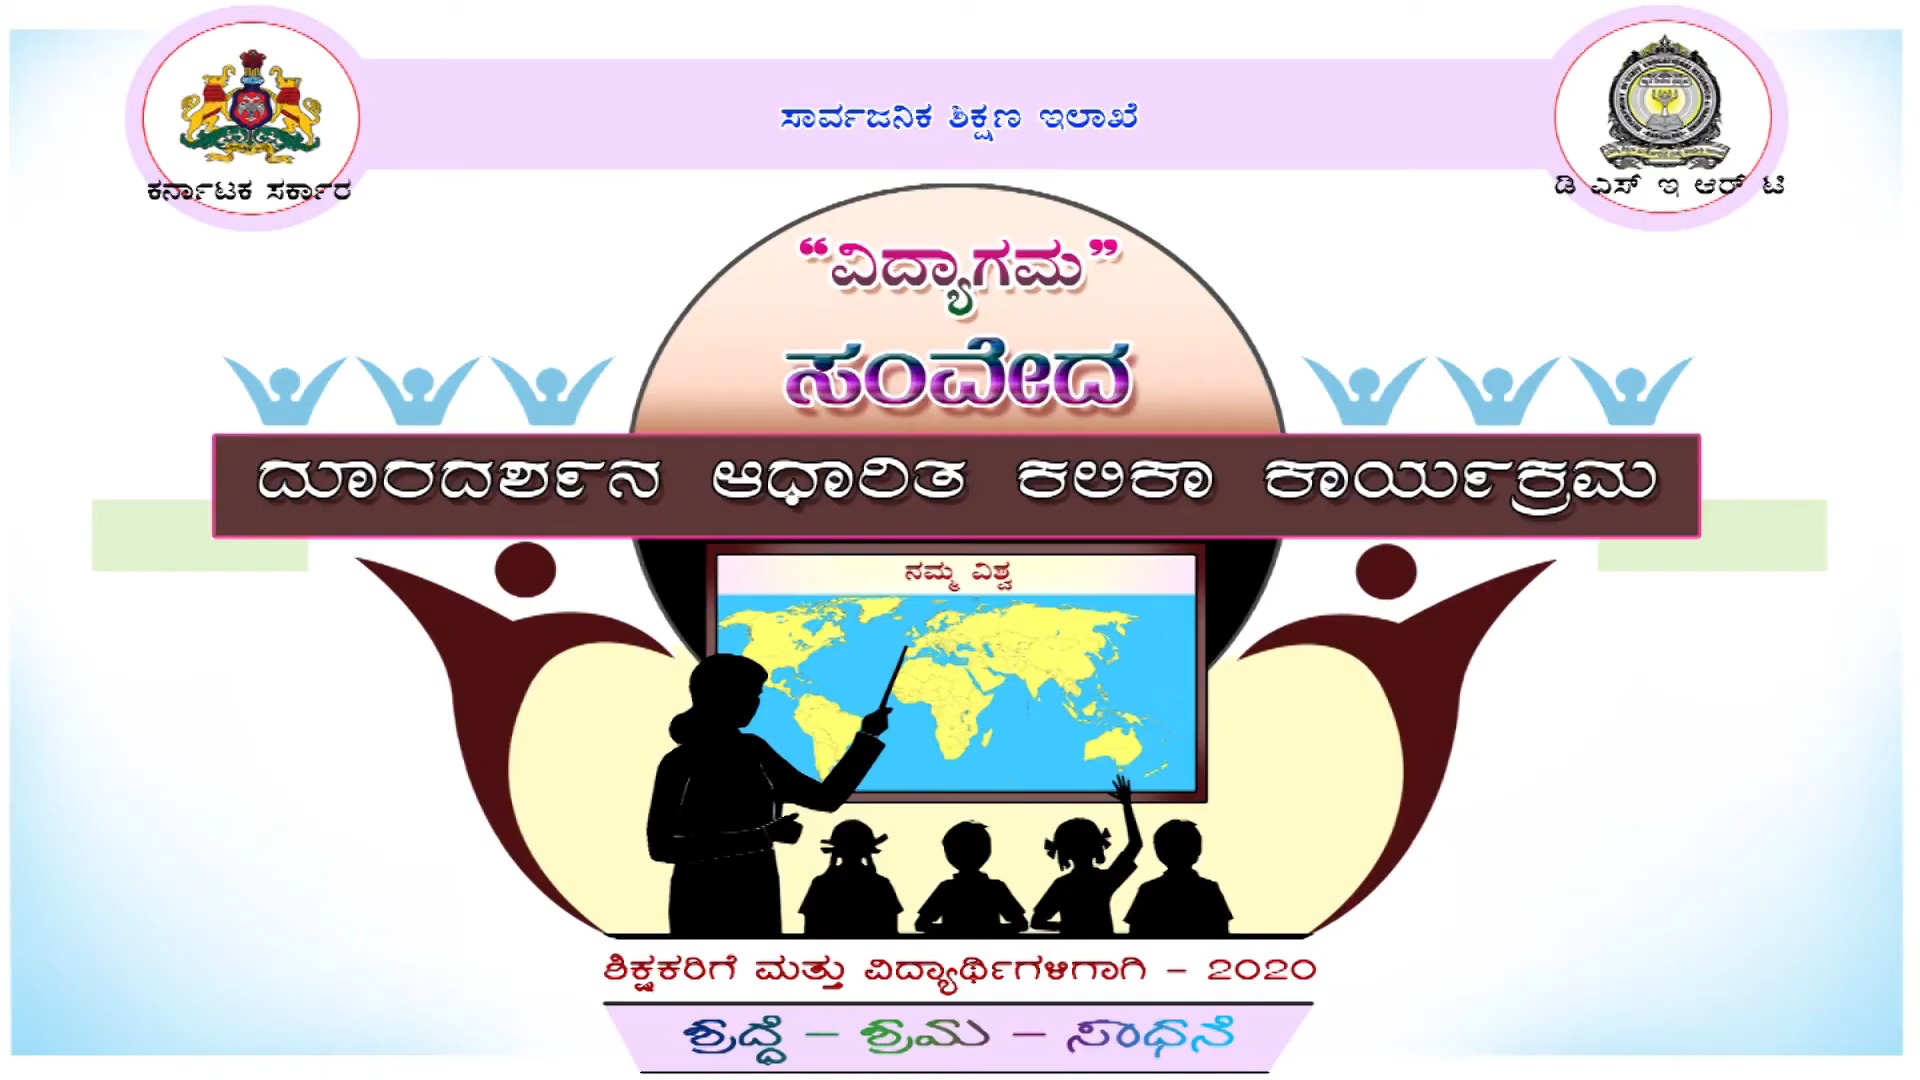 ಸಾರ್ವಜನಿಕ ಶಿಕ್ಷಣ ಇಲಾಖೆ
ಕರ್ನಾಟಕ ಸರ್ಕಾರ
ಡಿ ಎಸ್ ಇ ಆರ್ ಟಿ
“ವಿದ್ಯಾಗಮ”
ಸಂವೇದ
ದೂರದರ್ಶನ ಆಧಾರಿತ ಕಲಿಕಾ ಕಾರ್ಯಕ್ರಮ
ನಮ್ಮ ವಿಶ್ವ
ಶಿಕ್ಷಕರಿಗೆ ಮತ್ತು ವಿದ್ಯಾರ್ಥಿಗಳಿಗಾಗಿ – 2020
ಶ್ರದ್ಧೆ – ಶ್ರಮ – ಸಾಧನೆ